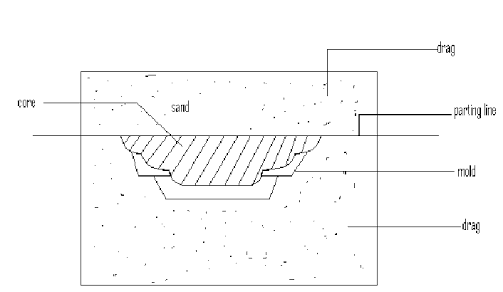 drag
core
sand
parting line
mold
drag